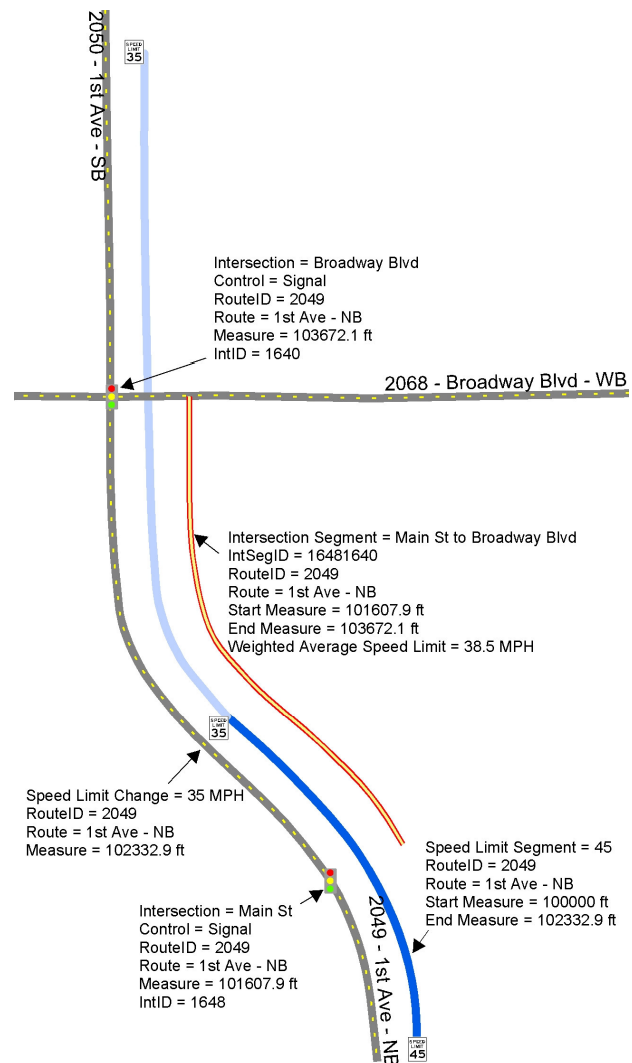 2050 - 1st Ave - SB
SPEED
LIMIT
35
Intersection = Broadway Blvd
Control = Signal
RouteID = 2049
Route = 1st Ave - NB
Measure = 103672.1 ft
IntID = 1640
2068 - Broadway Blvd - WB
Intersection Segment = Main St to Broadway Blvd
IntSegID = 16481640
RouteID = 2049
Route = 1st Ave - NB
Start Measure = 101607.9 ft
End Measure = 103672.1 ft
Weighted Average Speed Limit = 38.5 MPH
SPEED
LIMIT
35
Speed Limit Change = 35 MPH
RouteID = 2049
Route = 1st Ave - NB
Measure = 102332.9 ft
Speed Limit Segment = 45
RouteID = 2049
Route = 1st Ave - NB
Start Measure = 100000 ft
End Measure = 102332.9 ft
Intersection = Main St
Control = Signal
RouteID = 2049
Route = 1st Ave - NB
Measure = 101607.9 ft
IntID = 1648
2049 - 1st Ave - NB
SPEED
LIMIT
45